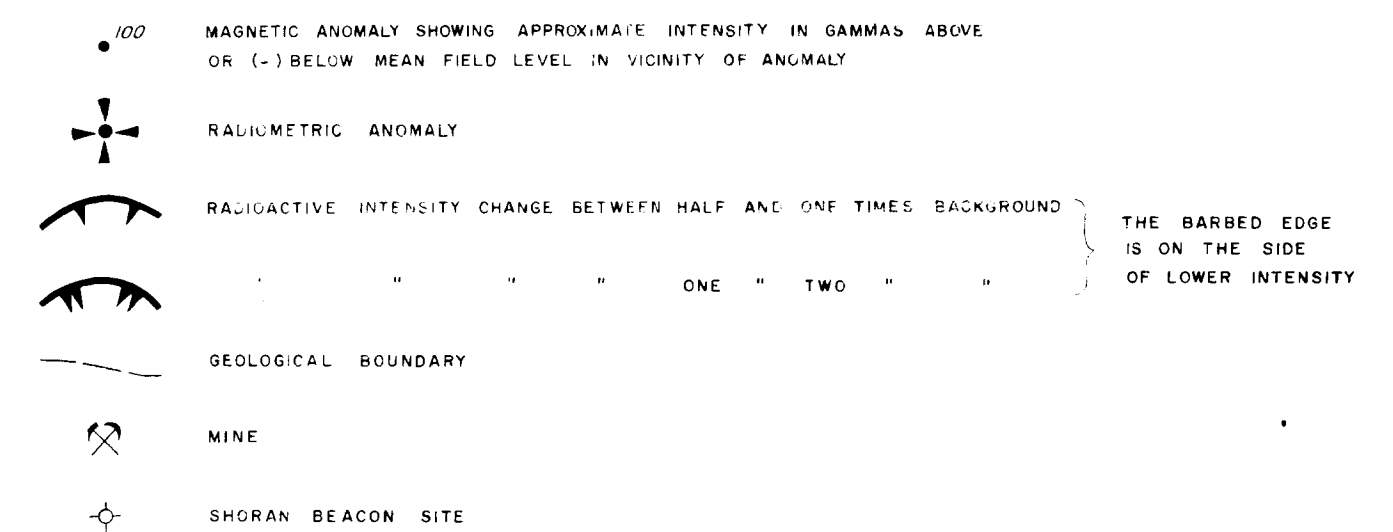 100 MAGNETIC ANOMALY SHOWING APPROXIMATE INTENSITY IN GAMMAS ABOVE
OR (-) BELOW MEAN FIELD LEVEL IN VICINITY OF ANOMALY
RADIOMETRIC ANOMALY
RADIOACTIVE INTENSITY CHANGE BETWEEN HALF AND ONE TIMES BACKGROUND
" " " " ONE " TWO " "
THE BARBED EDGE
IS ON THE SIDE
OF LOWER INTENSITY
GEOLOGICAL BOUNDARY
MINE
SHORAN BEACON SITE